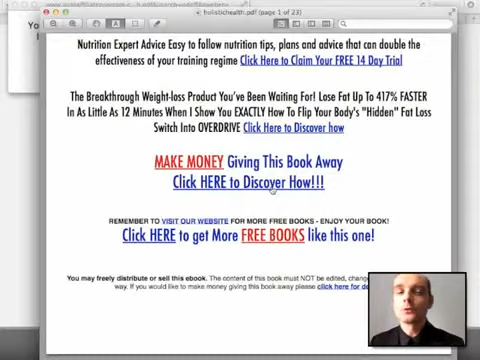 holistichealth.pdf (page 1 of 23)
Nutrition Expert Advice Easy to follow nutrition tips, plans and advice that can double the
effectiveness of your training regime Click Here to Claim Your FREE 14 Day Trial
The Breakthrough Weight-loss Product You've Been Waiting For! Lose Fat Up To 417% FASTER
In As Little As 12 Minutes When I Show You EXACTLY How To Flip Your Body's "Hidden" Fat Loss
Switch Into OVERDRIVE Click Here to Discover how
MAKE MONEY Giving This Book Away
Click HERE to Discover How!!!
REMEMBER TO VISIT OUR WEBSITE FOR MORE FREE BOOKS - ENJOY YOUR BOOK!
Click HERE to get More FREE BOOKS like this one!
You may freely distribute or sell this ebook. The content of this book must NOT be edited,
way. If you would like to make money giving this book away please click here for